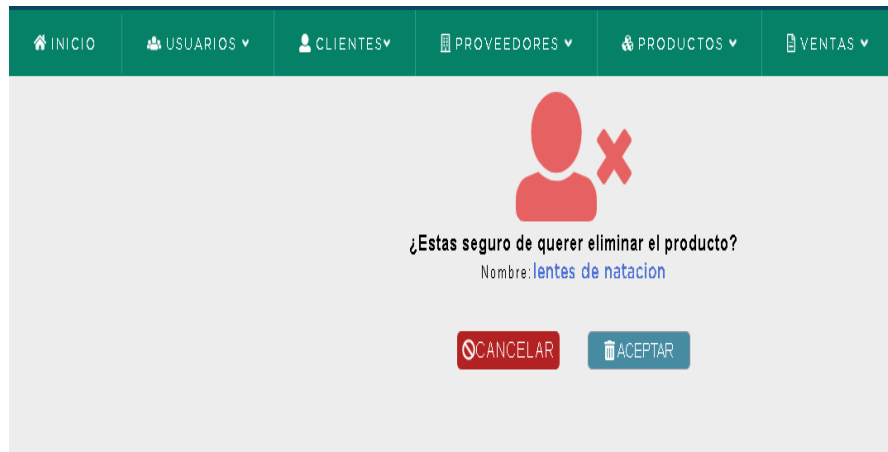 INICIO USUARIOS CLIENTES PROVEEDORES PRODUCTOS VENTAS
¿Estas seguro de querer eliminar el producto?
Nombre: lentes de natacion
CANCELAR ACEPTAR